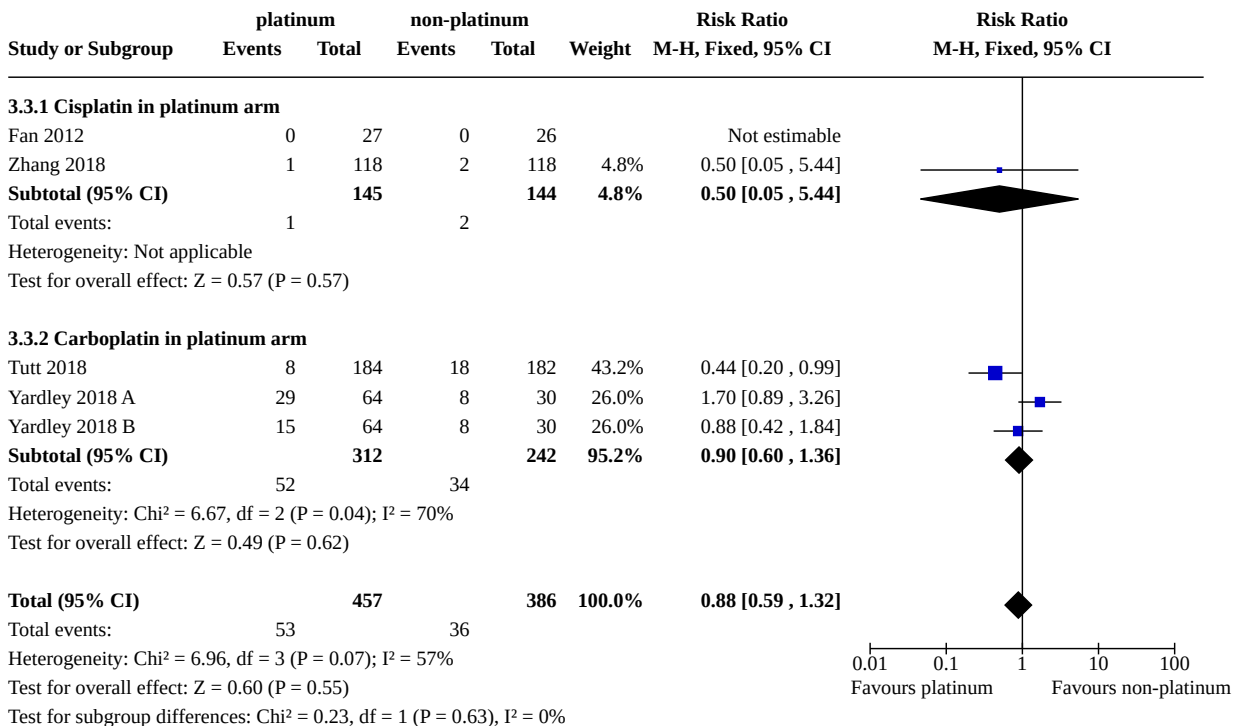 platinum non-platinum Risk Ratio Risk Ratio
Study or Subgroup Events Total Events Total Weight M-H, Fixed, 95% CI M-H, Fixed, 95% CI
3.3.1 Cisplatin in platinum arm
Fan 2012 0 27 0 26 Not estimable
Zhang 2018 1 118 2 118 4.8% 0.50 [0.05 , 5.44]
Subtotal (95% CI) 145 144 4.8% 0.50 [0.05 , 5.44]
Total events: 1 2
Heterogeneity: Not applicable
Test for overall effect: Z = 0.57 (P = 0.57)
3.3.2 Carboplatin in platinum arm
Tutt 2018 8 184 18 182 43.2% 0.44 [0.20 , 0.99]
Yardley 2018 A 29 64 8 30 26.0% 1.70 [0.89 , 3.26]
Yardley 2018 B 15 64 8 30 26.0% 0.88 [0.42 , 1.84]
Subtotal (95% CI) 312 242 95.2% 0.90 [0.60 , 1.36]
Total events: 52 34
Heterogeneity: Chi² = 6.67, df = 2 (P = 0.04); I² = 70%
Test for overall effect: Z = 0.49 (P = 0.62)
Total (95% CI) 457 386 100.0% 0.88 [0.59 , 1.32]
Total events: 53 36
Heterogeneity: Chi² = 6.96, df = 3 (P = 0.07); I² = 57%
Test for overall effect: Z = 0.60 (P = 0.55)
Test for subgroup differences: Chi² = 0.23, df = 1 (P = 0.63), I² = 0%
0.01 0.1 1 10 100
Favours platinum Favours non-platinum